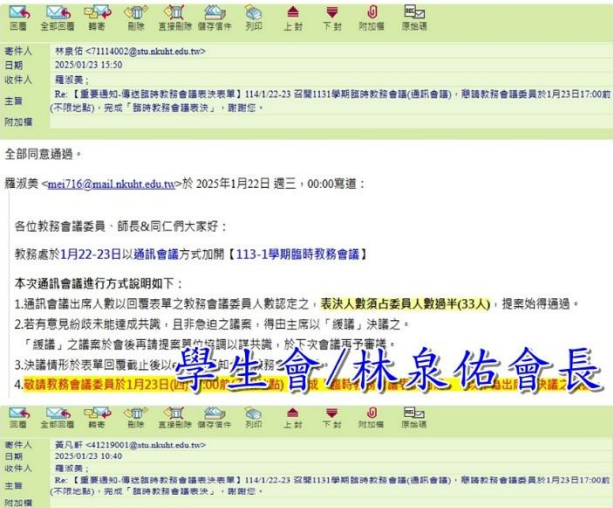 回覆 全部回覆 轉寄 刪除 直接刪除 儲存信件 列印 上封 下封 附加檔 原始碼
寄件人 林泉佑 <71114002@stu.nkuht.edu.tw>
日期 2025/01/23 15:50
收件人 羅淑美;
主旨 Re: 【重要通知-傳送臨時教務會議表決表單】114/1/22-23 召開1131學期臨時教務會議(通訊會議)，懇請教務會議委員於1月23日17:00前
(不限地點)，完成「臨時教務會議表決」，謝謝您。
附加檔
全部同意通過。
羅淑美 <mei716@mail.nkuht.edu.tw>於 2025年1月22日 週三，00:00寫道：
各位教務會議委員、師長&同仁們大家好：
教務處於1月22-23日以通訊會議方式加開【113-1學期臨時教務會議】
本次通訊會議進行方式說明如下：
1.通訊會議出席人數以回覆表單之教務會議委員人數認定之，表決人數須占委員人數過半(33人)，提案始得通過。
2.若有意見紛歧未能達成共識，且非急迫之議案，得由主席以「緩議」決議之。
「緩議」之議案於會後再請提案單位協調以謀共識，於下次會議再予審議。
3.決議情形於表單回覆截止後以
4.敬請教務會議委員於1月23日(四)
學生會/林泉佑會長
回覆 全部回覆 轉寄 刪除 直接刪除 儲存信件 列印 上封 下封 附加檔 原始碼
寄件人 黃凡軒 <41219001@stu.nkuht.edu.tw>
日期 2025/01/23 10:40
收件人 羅淑美;
主旨 Re: 【重要通知-傳送臨時教務會議表決表單】114/1/22-23 召開1131學期臨時教務會議(通訊會議)，懇請教務會議委員於1月23日17:00前
(不限地點)，完成「臨時教務會議表決」，謝謝您。
附加檔